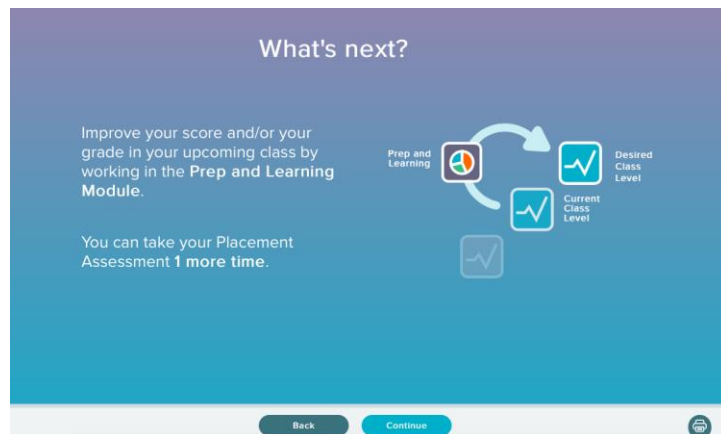 What's next?
Improve your score and/or your
grade in your upcoming class by
working in the Prep and Learning
Module.
You can take your Placement
Assessment 1 more time.
Prep and
Learning
Desired
Class
Level
Current
Class
Level
Back
Continue